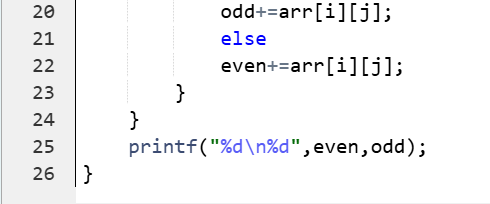 20 odd+=arr[i][j];
21 else
22 even+=arr[i][j];
23 }
24 }
25 printf("%d\n%d",even,odd);
26 }